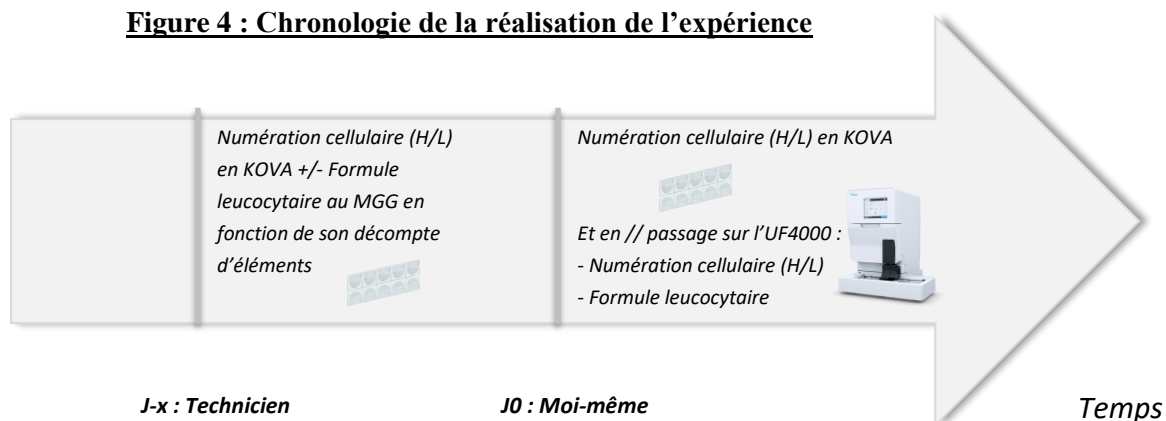 Figure 4 : Chronologie de la réalisation de l’expérience
Numération cellulaire (H/L)
en KOVA +/- Formule
leucocytaire au MGG en
fonction de son décompte
d’éléments
Numération cellulaire (H/L) en KOVA
Et en // passage sur l’UF4000 :
- Numération cellulaire (H/L)
- Formule leucocytaire
J-x : Technicien
J0 : Moi-même
Temps